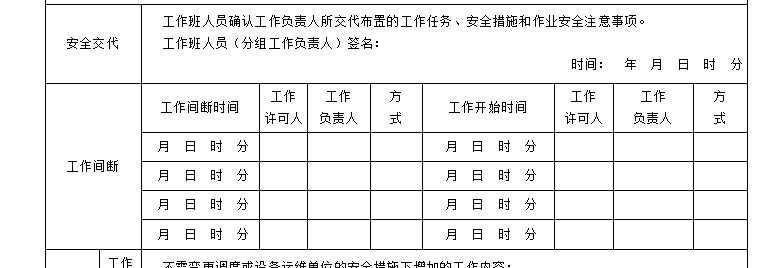 安全交代
工作班人员确认工作负责人所交代布置的工作任务、安全措施和作业安全注意事项。
工作班人员（分组工作负责人）签名：
时间： 年 月 日 时 分
工作间断
工作间断时间 工作许可人 工作负责人 方式 工作开始时间 工作许可人 工作负责人 方式
月 日 时 分 月 日 时 分
月 日 时 分 月 日 时 分
月 日 时 分 月 日 时 分
月 日 时 分 月 日 时 分
工作
不需变更调度或设备运维单位的安全措施下增加的工作内容：